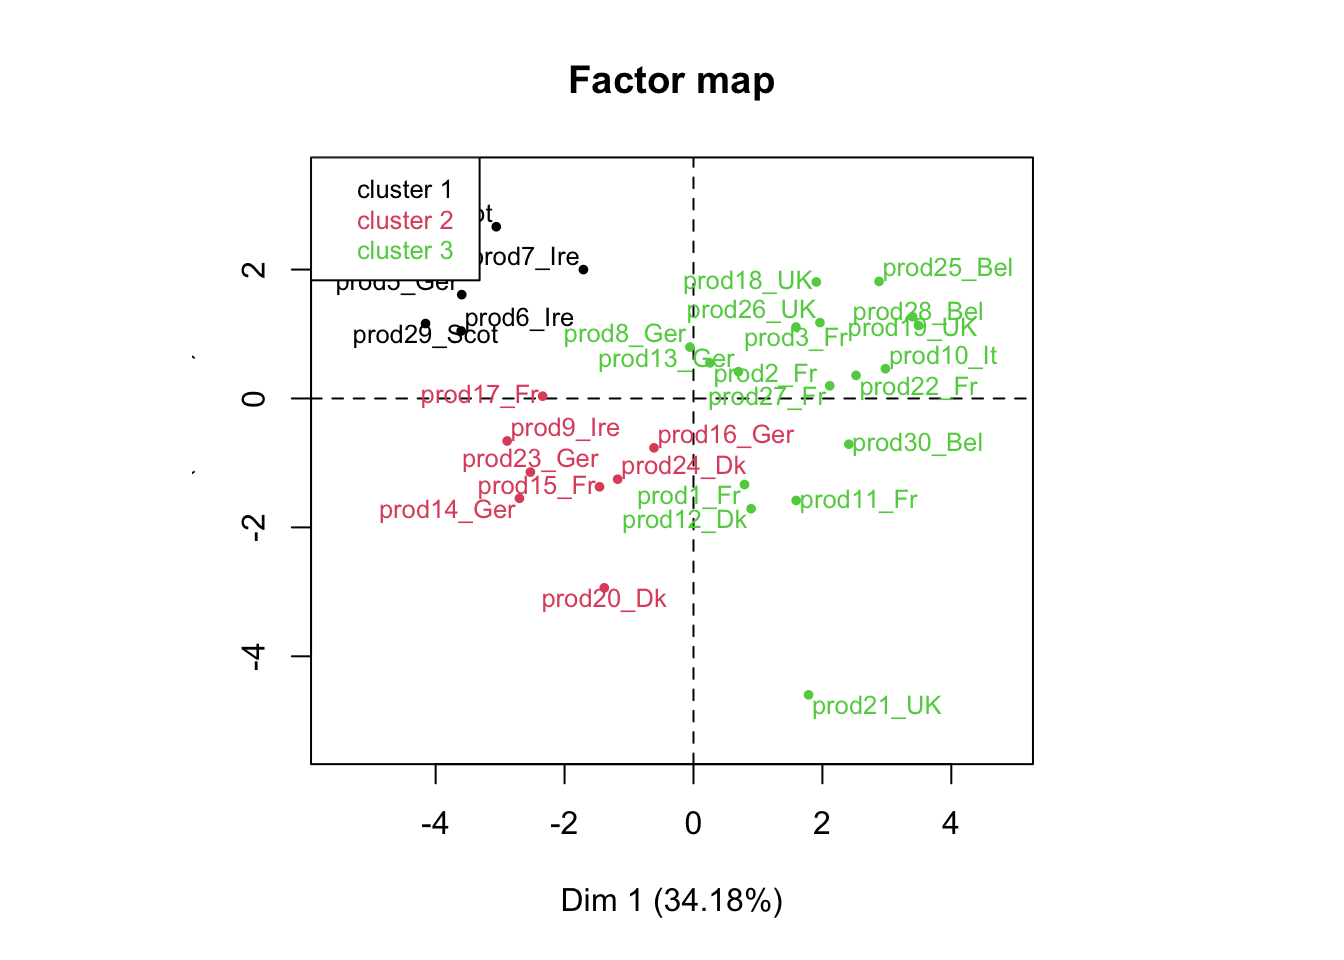 Factor map
cluster 1
cluster 2
cluster 3
prod7_Ire
prod5_Ger
prod6_Ire
prod29_Scot
prod18_UK
prod25_Bel
prod26_UK
prod28_Bel
prod19_UK
prod8_Ger
prod3_Fr
prod13_Ger
prod10_It
prod2_Fr
prod22_Fr
prod27_Fr
prod17_Fr
prod9_Ire
prod16_Ger
prod30_Bel
prod23_Ger
prod24_Dk
prod15_Fr
prod1_Fr
prod11_Fr
prod14_Ger
prod12_Dk
prod20_Dk
prod21_UK
2
0
-2
-4
-4 -2 0 2 4
Dim 1 (34.18%)